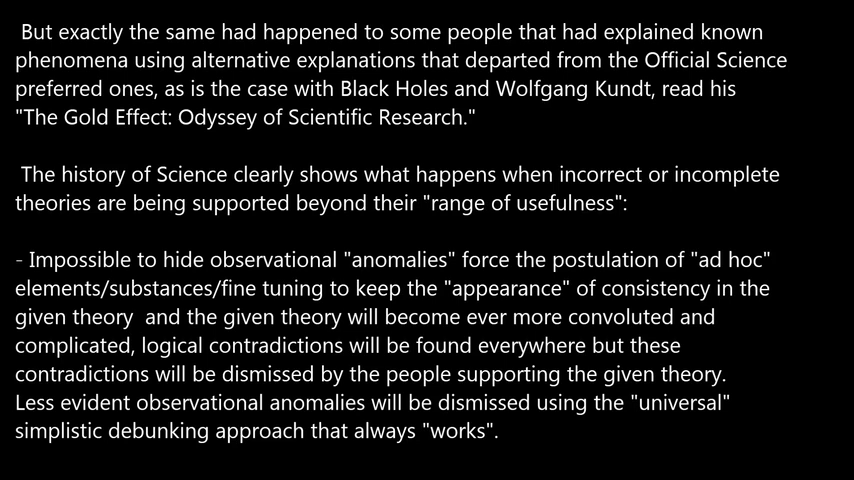 But exactly the same had happened to some people that had explained known
phenomena using alternative explanations that departed from the Official Science
preferred ones, as is the case with Black Holes and Wolfgang Kundt, read his
"The Gold Effect: Odyssey of Scientific Research."
The history of Science clearly shows what happens when incorrect or incomplete
theories are being supported beyond their "range of usefulness":
- Impossible to hide observational "anomalies" force the postulation of "ad hoc"
elements/substances/fine tuning to keep the "appearance" of consistency in the
given theory  and the given theory will become ever more convoluted and
complicated, logical contradictions will be found everywhere but these
contradictions will be dismissed by the people supporting the given theory.
Less evident observational anomalies will be dismissed using the "universal"
simplistic debunking approach that always "works".